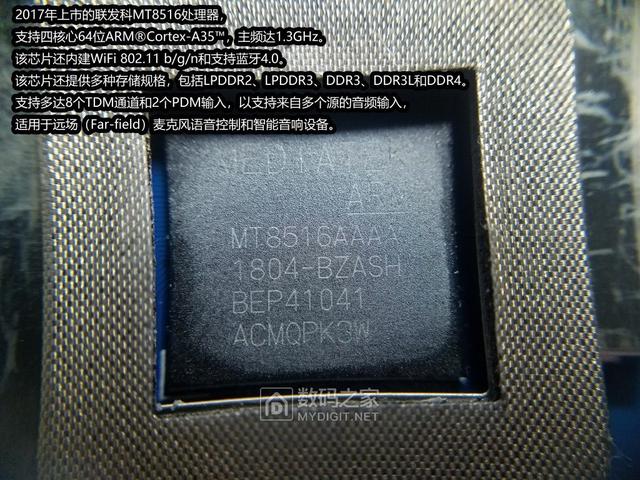 2017年上市的联发科MT8516处理器，
支持四核心64位ARM®Cortex-A35™，主频达1.3GHz。
该芯片还内建WiFi 802.11 b/g/n和支持蓝牙4.0。
该芯片还提供多种存储规格，包括LPDDR2、LPDDR3、DDR3、DDR3L和DDR4。
支持多达8个TDM通道和2个PDM输入，以支持来自多个源的音频输入，
适用于远场（Far-field）麦克风语音控制和智能音响设备。
MEDIATEK
ARM
MT8516AAAA
1804-BZASH
BEP41041
ACMQPK3W
数码之家
MYDIGIT.NET